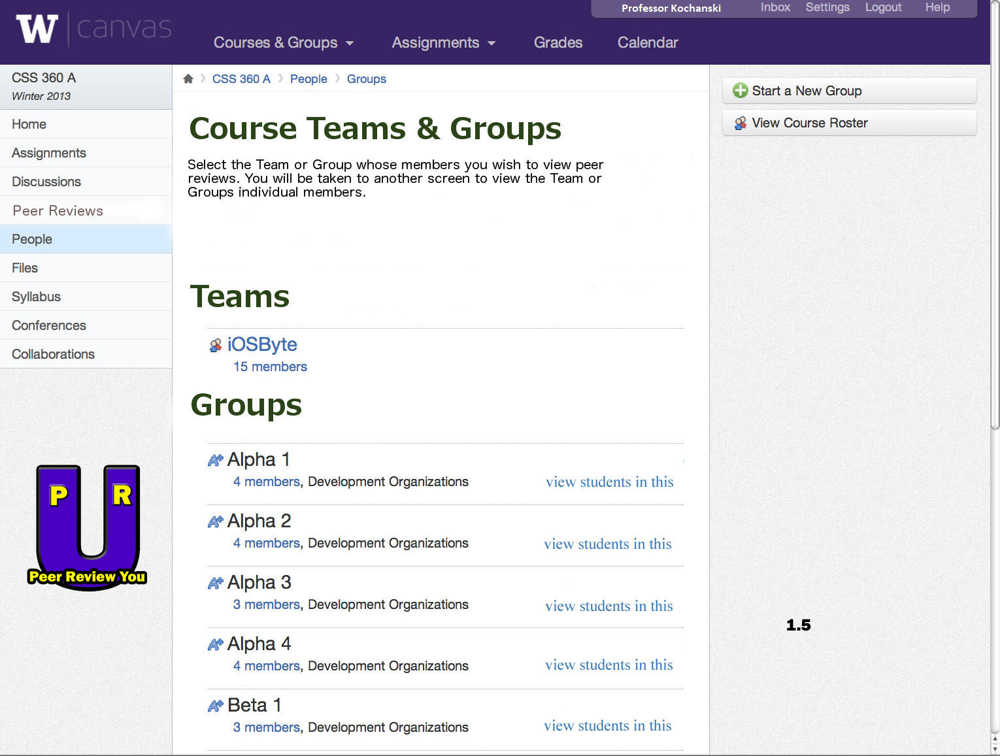 Professor Kochanski Inbox Settings Logout Help
W canvas
Courses & Groups Assignments Grades Calendar
CSS 360 A
Winter 2013
Home
Assignments
Discussions
Peer Reviews
People
Files
Syllabus
Conferences
Collaborations
P R
Peer Review You
CSS 360 A People Groups
Course Teams & Groups
Select the Team or Group whose members you wish to view peer
reviews. You will be taken to another screen to view the Team or
Groups individual members.
Teams
iOSByte
15 members
Groups
A+ Alpha 1
4 members, Development Organizations view students in this
A+ Alpha 2
4 members, Development Organizations view students in this
A+ Alpha 3
3 members, Development Organizations view students in this
A+ Alpha 4
4 members, Development Organizations view students in this
A+ Beta 1
3 members, Development Organizations view students in this
Start a New Group
View Course Roster
1.5